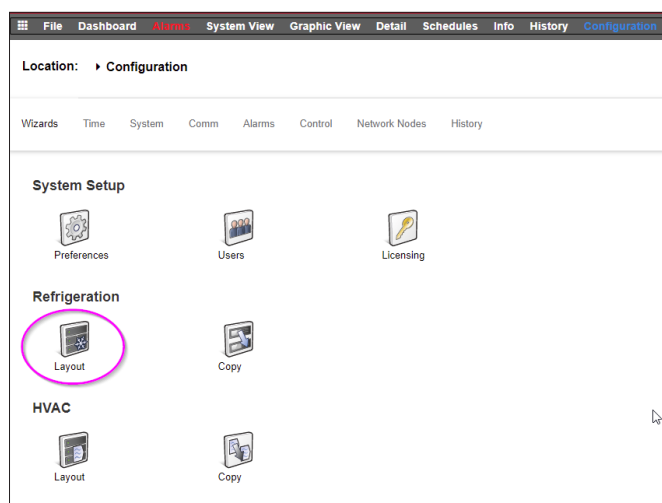 File Dashboard Alarms System View Graphic View Detail Schedules Info History Configuration
Location: Configuration
Wizards Time System Comm Alarms Control Network Nodes History
System Setup
Preferences Users Licensing
Refrigeration
Layout Copy
HVAC
Layout Copy